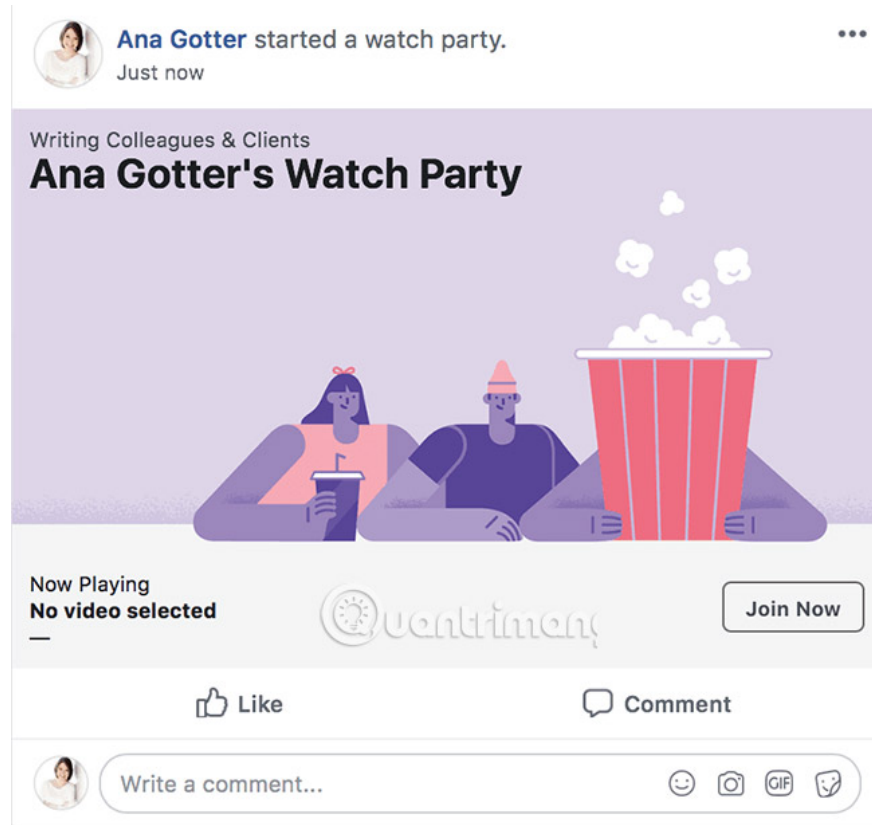 Ana Gotter started a watch party.
Just now
Writing Colleagues & Clients
Ana Gotter's Watch Party
Now Playing
No video selected
—
Quantrimang
Join Now
Like
Comment
Write a comment...
GIF